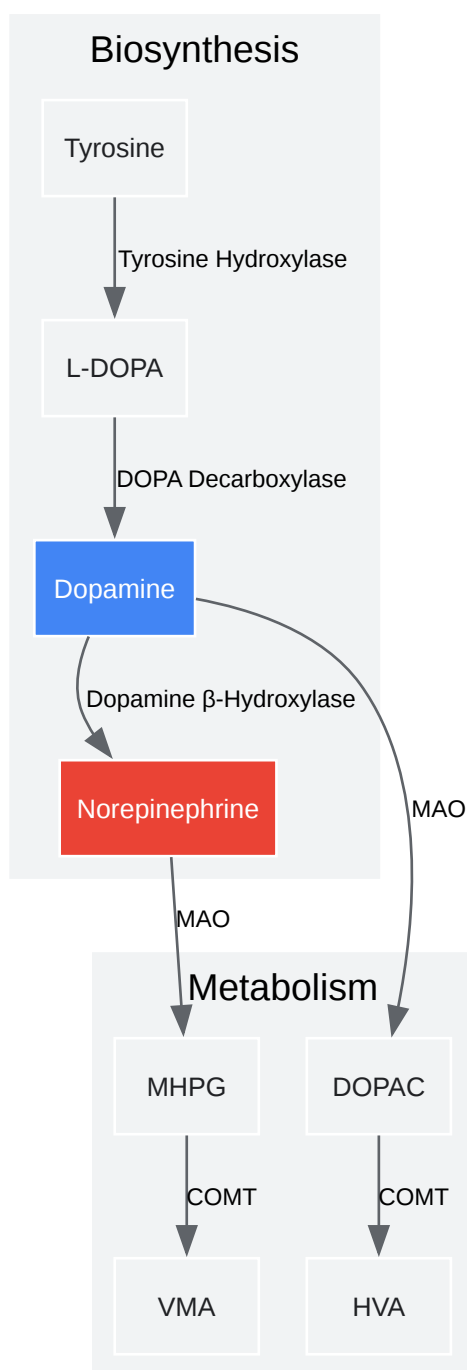 Biosynthesis
Tyrosine
Tyrosine Hydroxylase
L-DOPA
DOPA Decarboxylase
Dopamine
Dopamine β-Hydroxylase
Norepinephrine
MAO
MAO
Metabolism
MHPG
DOPAC
COMT
COMT
VMA
HVA